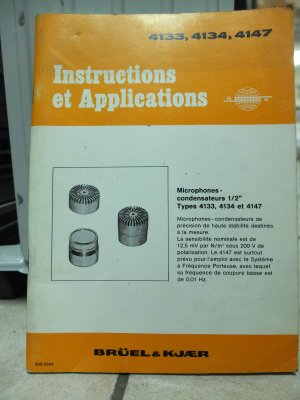 4133, 4134, 4147
Instructions
et Applications
B K
Microphones-
condensateurs 1/2"
Types 4133, 4134 et 4147
Microphones-condensateurs de
précision de haute stabilité destinés
à la mesure.
La sensibilité nominale est de
12,5 mV par N/m² sous 200 V de
polarisation. Le 4147 est surtout
prévu pour l'emploi avec le Système
à Fréquence Porteuse, avec lequel
sa fréquence de coupure basse est
de 0,01 Hz.
BRÜEL & KJÆR